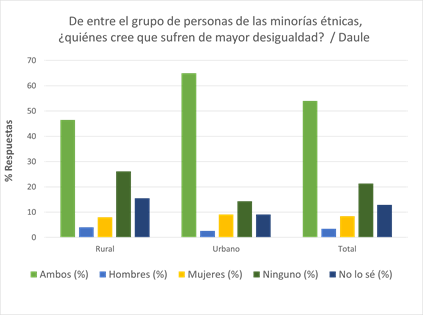 De entre el grupo de personas de las minorías étnicas,
¿quiénes cree que sufren de mayor desigualdad? / Daule
% Respuestas
70
60
50
40
30
20
10
0
Rural Urbano Total
Ambos (%) Hombres (%) Mujeres (%) Ninguno (%) No lo sé (%)